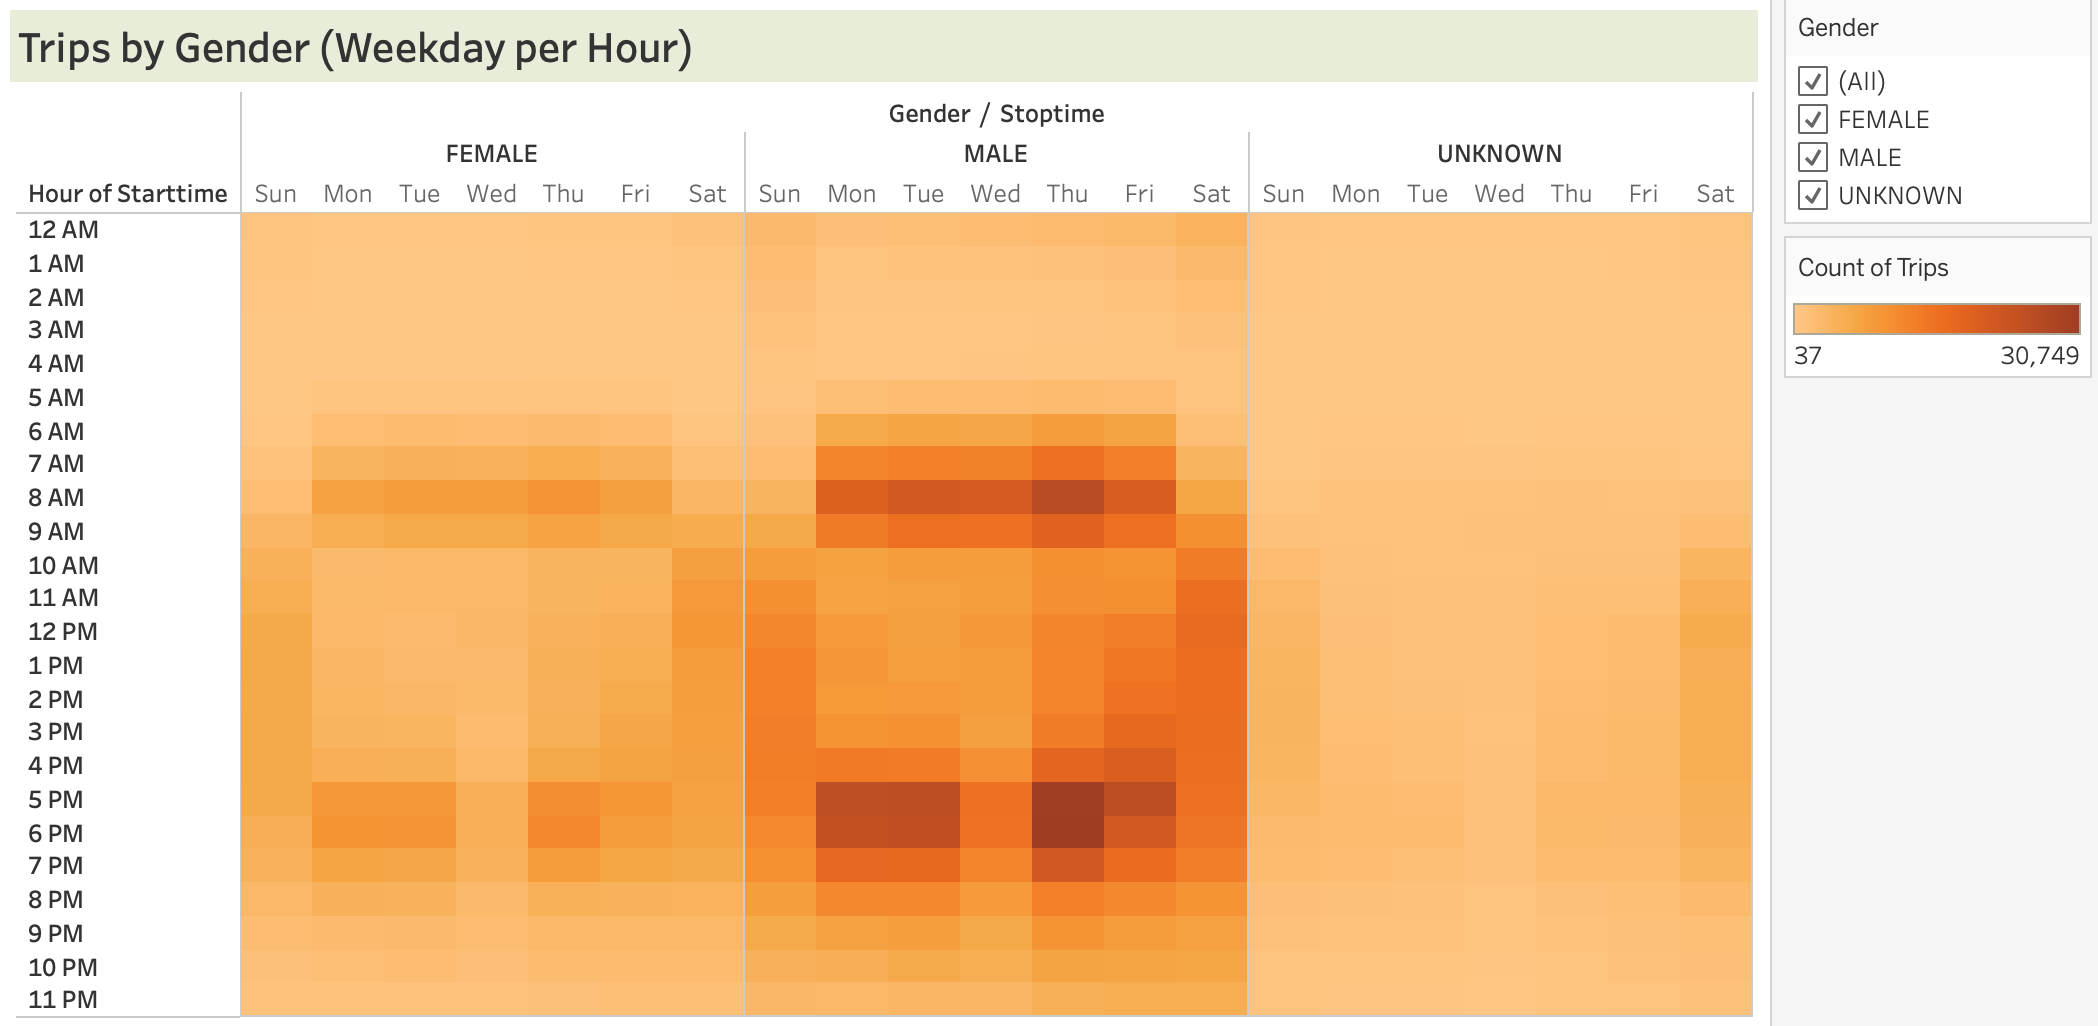 Trips by Gender (Weekday per Hour)
Gender / Stoptime
FEMALE MALE UNKNOWN
Hour of Starttime Sun Mon Tue Wed Thu Fri Sat Sun Mon Tue Wed Thu Fri Sat Sun Mon Tue Wed Thu Fri Sat
12 AM
1 AM
2 AM
3 AM
4 AM
5 AM
6 AM
7 AM
8 AM
9 AM
10 AM
11 AM
12 PM
1 PM
2 PM
3 PM
4 PM
5 PM
6 PM
7 PM
8 PM
9 PM
10 PM
11 PM
Gender
(All)
FEMALE
MALE
UNKNOWN
Count of Trips
37 30,749